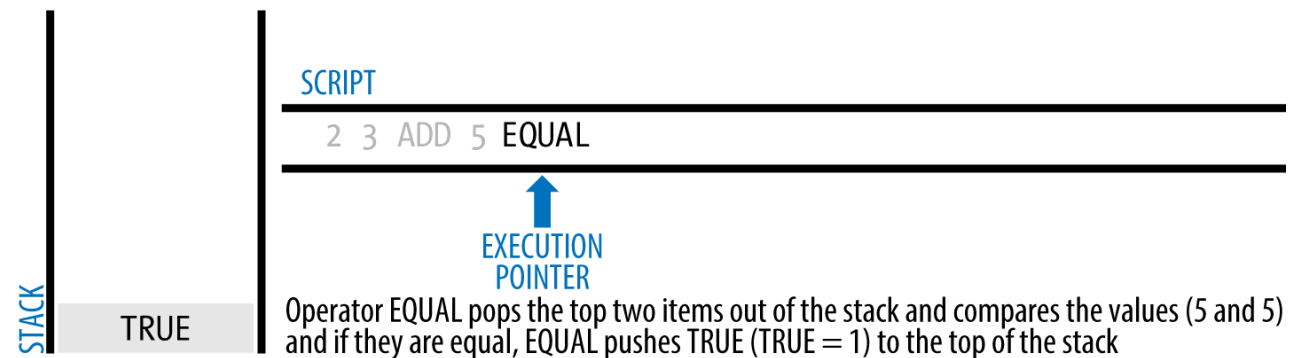 SCRIPT
2 3 ADD 5 EQUAL
EXECUTION
POINTER
STACK
TRUE
Operator EQUAL pops the top two items out of the stack and compares the values (5 and 5)
and if they are equal, EQUAL pushes TRUE (TRUE = 1) to the top of the stack